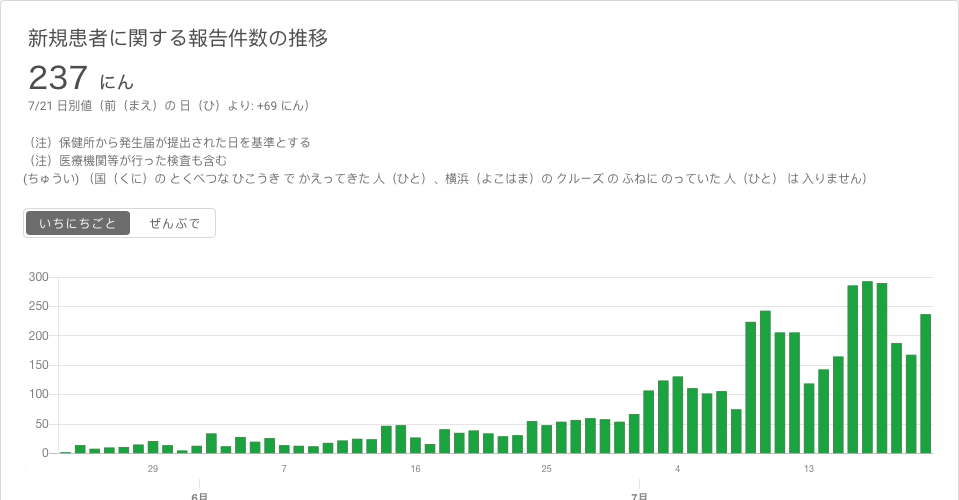 新規患者に関する報告件数の推移
237 にん
7/21 日別値（前（まえ）の 日（ひ）より: +69 にん）
（注）保健所から発生届が提出された日を基準とする
（注）医療機関等が行った検査も含む
(ちゅうい) （国（くに）の とくべつな ひこうき で かえってきた 人（ひと）、横浜（よこはま）の クルーズ の ふねに のっていた 人（ひと） は 入りません）
いちにちごと ぜんぶで
300
250
200
150
100
50
0
29 7 16 25 4 13
6月 7月